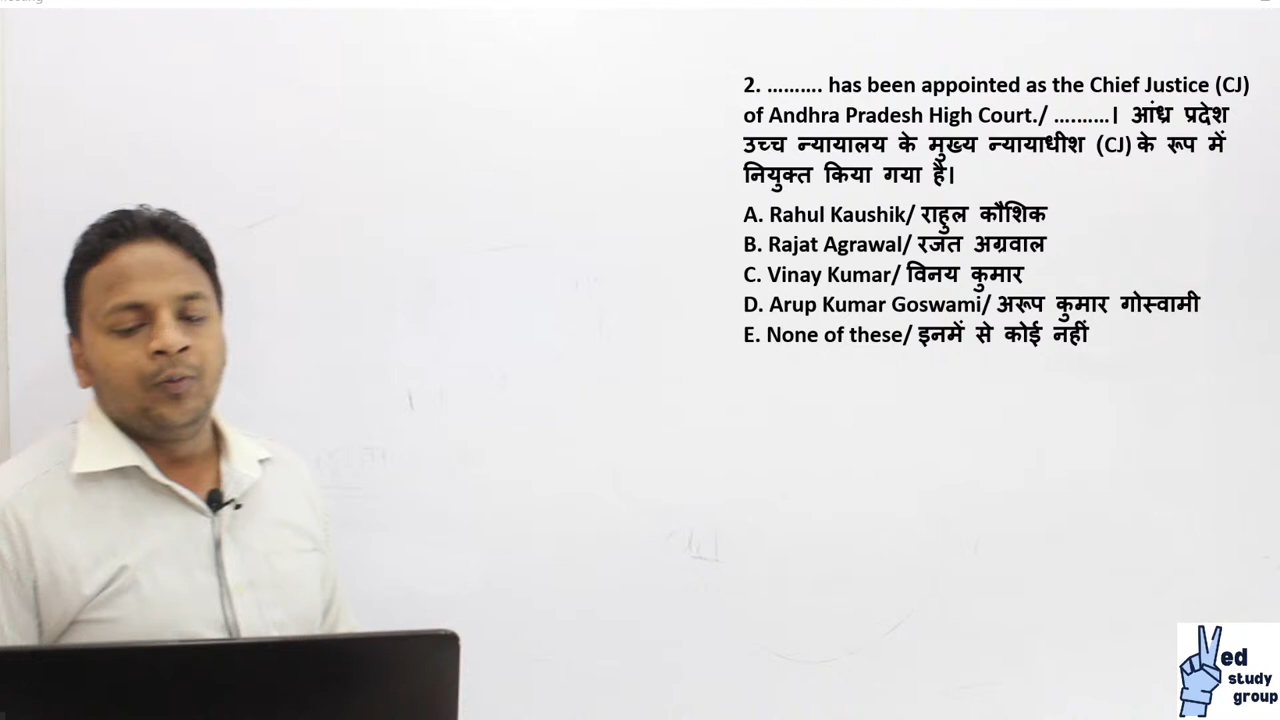 2. .......... has been appointed as the Chief Justice (CJ)
of Andhra Pradesh High Court./ ..........। आंध्र प्रदेश
उच्च न्यायालय के मुख्य न्यायाधीश (CJ) के रूप में
नियुक्त किया गया है।
A. Rahul Kaushik/ राहुल कौशिक
B. Rajat Agrawal/ रजत अग्रवाल
C. Vinay Kumar/ विनय कुमार
D. Arup Kumar Goswami/ अरूप कुमार गोस्वामी
E. None of these/ इनमें से कोई नहीं
Ved
study
group